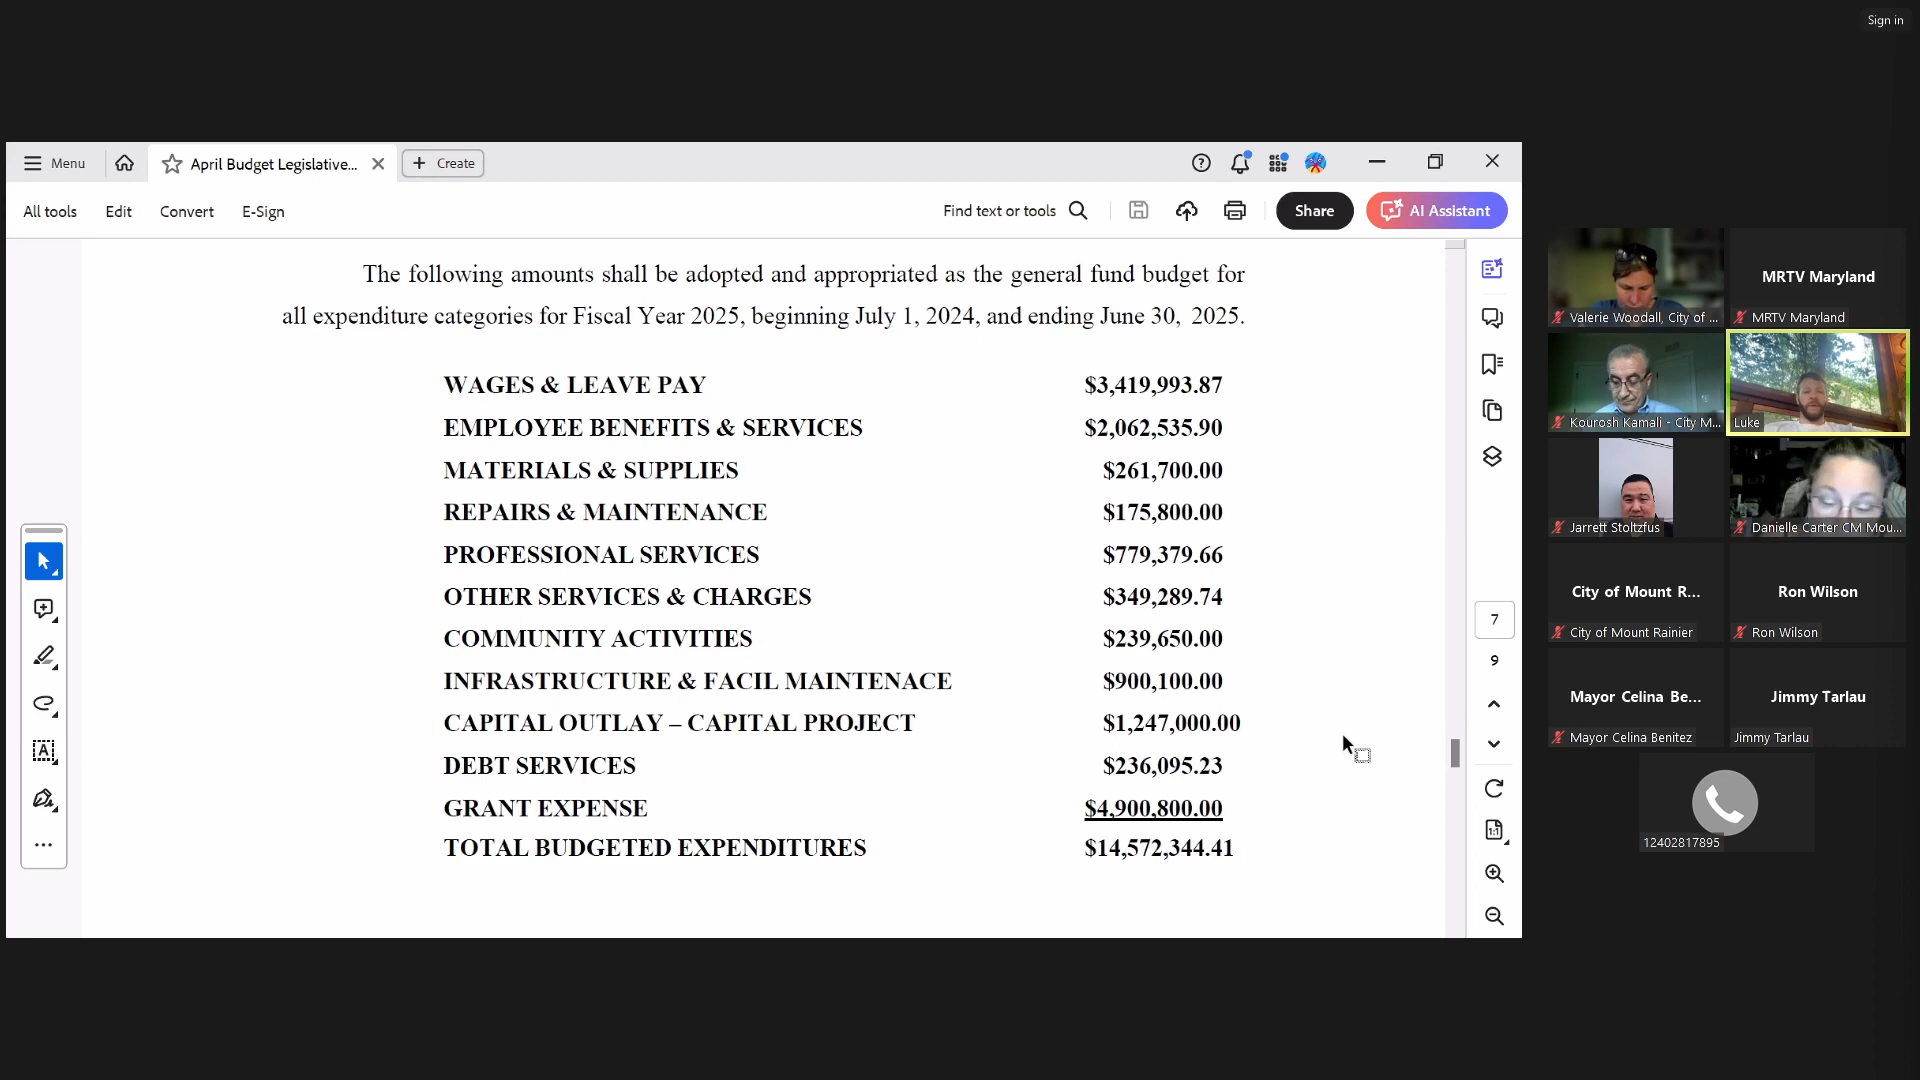 Sign in
Menu
April Budget Legislative...
Create
All tools
Edit
Convert
E-Sign
Find text or tools
Share
AI Assistant
The following amounts shall be adopted and appropriated as the general fund budget for
all expenditure categories for Fiscal Year 2025, beginning July 1, 2024, and ending June 30, 2025.
WAGES & LEAVE PAY $3,419,993.87
EMPLOYEE BENEFITS & SERVICES $2,062,535.90
MATERIALS & SUPPLIES $261,700.00
REPAIRS & MAINTENANCE $175,800.00
PROFESSIONAL SERVICES $779,379.66
OTHER SERVICES & CHARGES $349,289.74
COMMUNITY ACTIVITIES $239,650.00
INFRASTRUCTURE & FACIL MAINTENACE $900,100.00
CAPITAL OUTLAY – CAPITAL PROJECT $1,247,000.00
DEBT SERVICES $236,095.23
GRANT EXPENSE $4,900,800.00
TOTAL BUDGETED EXPENDITURES $14,572,344.41
7
9
1:1
Valerie Woodall, City of ...
MRTV Maryland
MRTV Maryland
Kourosh Kamali - City M...
Luke
Jarrett Stoltzfus
Danielle Carter CM Mou...
City of Mount R...
City of Mount Rainier
Ron Wilson
Ron Wilson
Mayor Celina Be...
Mayor Celina Benitez
Jimmy Tarlau
Jimmy Tarlau
12402817895